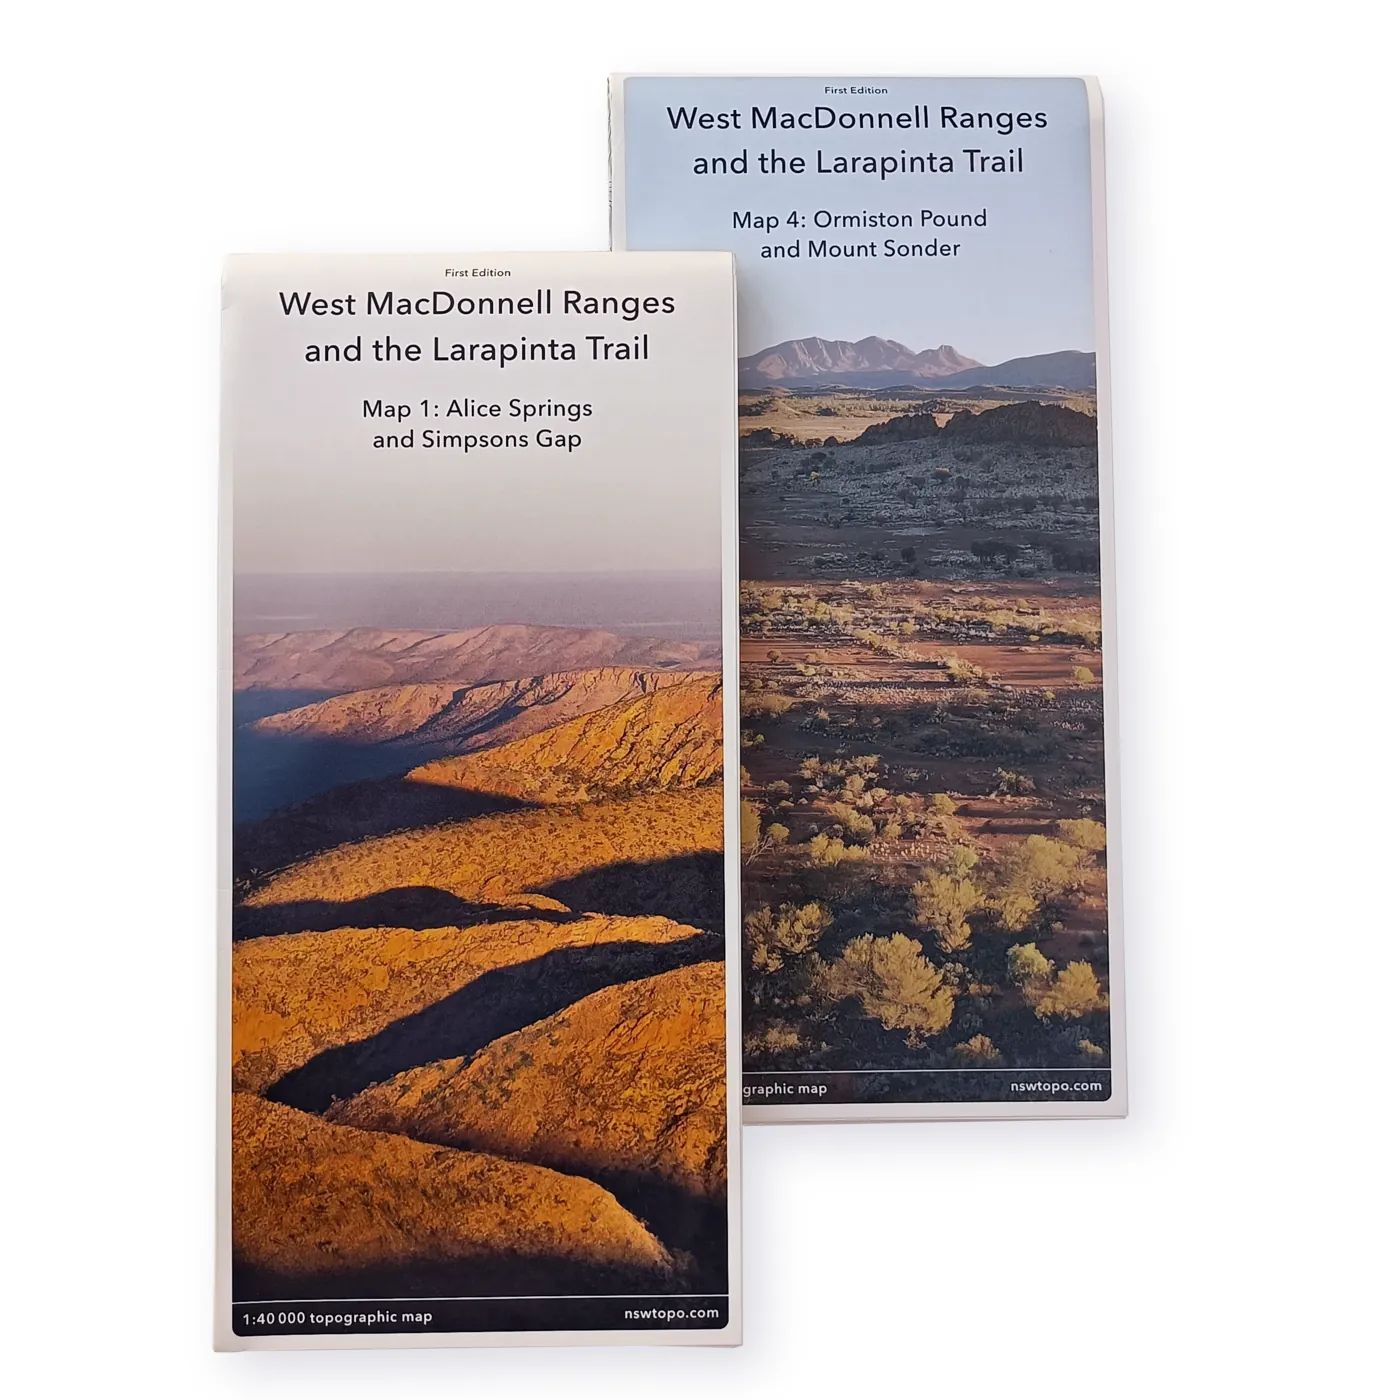 First Edition
West MacDonnell Ranges
and the Larapinta Trail
Map 4: Ormiston Pound
and Mount Sonder
First Edition
West MacDonnell Ranges
and the Larapinta Trail
Map 1: Alice Springs
and Simpsons Gap
graphic map
nswtopo.com
1:40 000 topographic map
nswtopo.com